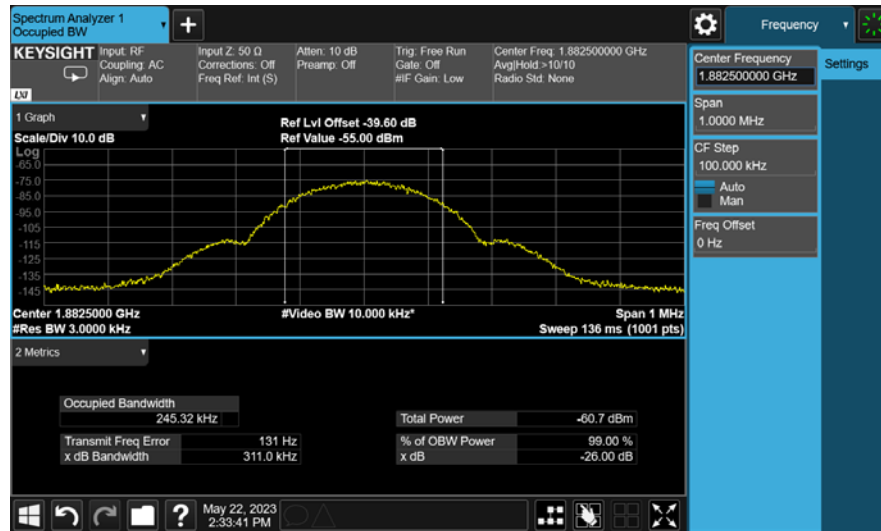 Spectrum Analyzer 1
Occupied BW
+
Frequency
KEYSIGHT
Input: RF
Coupling: AC
Align: Auto
Input Z: 50 Ω
Corrections: Off
Freq Ref: Int (S)
Atten: 10 dB
Preamp: Off
Trig: Free Run
Gate: Off
#IF Gain: Low
Center Freq: 1.882500000 GHz
Avg|Hold:>10/10
Radio Std: None
LXI
Center Frequency
1.882500000 GHz
Settings
Span
1.0000 MHz
CF Step
100.000 kHz
Auto
Man
Freq Offset
0 Hz
1 Graph
Scale/Div 10.0 dB
Ref Lvl Offset -39.60 dB
Ref Value -55.00 dBm
Log
-65.0
-75.0
-85.0
-95.0
-105
-115
-125
-135
-145
Center 1.8825000 GHz
#Video BW 10.000 kHz*
Span 1 MHz
#Res BW 3.0000 kHz
Sweep 136 ms (1001 pts)
2 Metrics
Occupied Bandwidth
245.32 kHz
Total Power -60.7 dBm
Transmit Freq Error 131 Hz
% of OBW Power 99.00 %
x dB Bandwidth 311.0 kHz
x dB -26.00 dB
?
May 22, 2023
2:33:41 PM